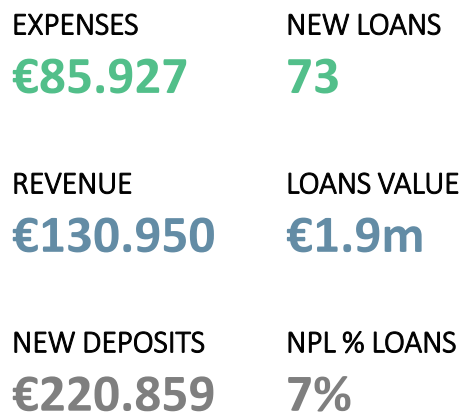 EXPENSES
€85.927
NEW LOANS
73
REVENUE
€130.950
LOANS VALUE
€1.9m
NEW DEPOSITS
€220.859
NPL % LOANS
7%